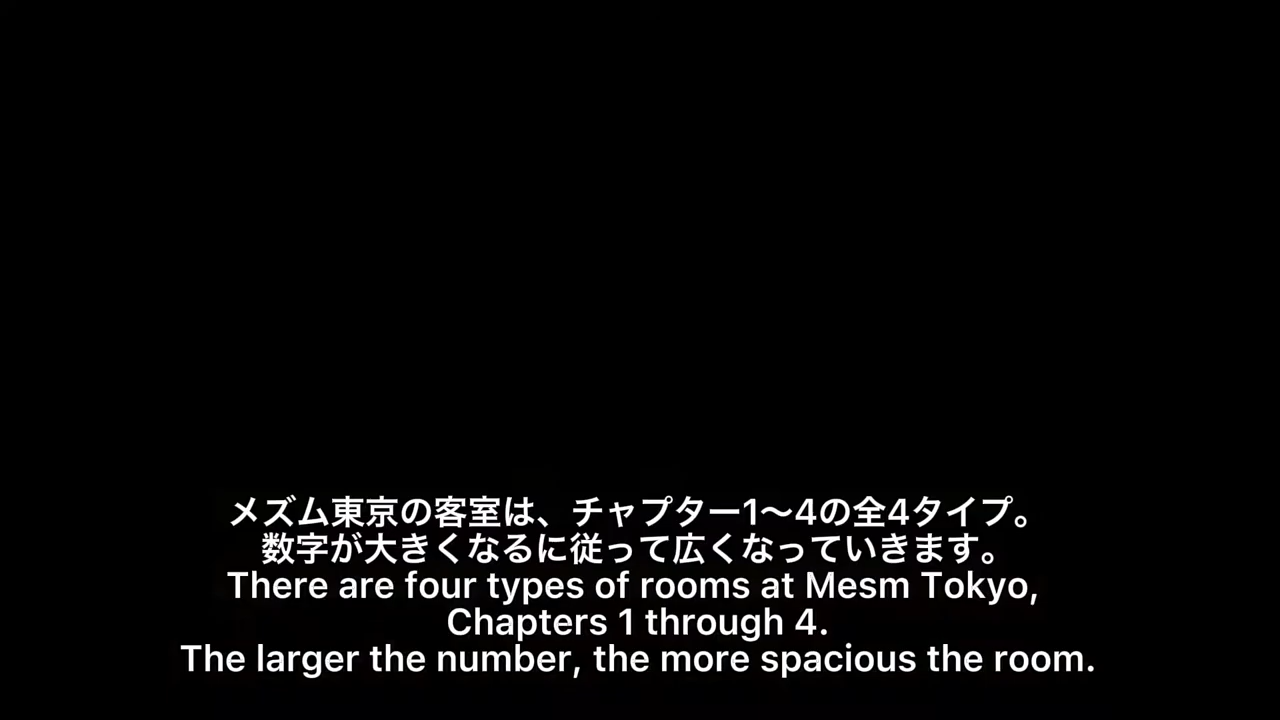 メズム東京の客室は、チャプター1〜4の全4タイプ。
数字が大きくなるに従って広くなっていきます。
There are four types of rooms at Mesm Tokyo,
Chapters 1 through 4.
The larger the number, the more spacious the room.